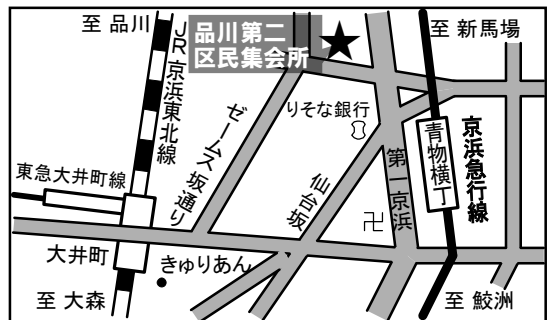 至 品川
JR 京浜東北線
品川第二
区民集会所
至 新馬場
りそな銀行
ゼームス坂通り
仙台坂
第一京浜
青物横丁
京浜急行線
東急大井町線
大井町
きゅりあん
卍
至 大森
至 鮫洲